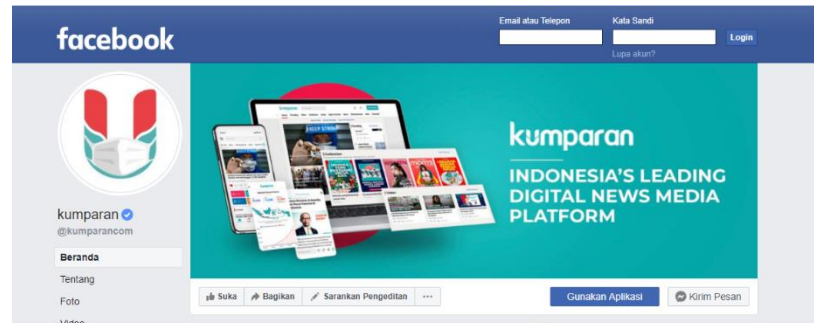 Email atau Telepon
Kata Sandi
facebook
Login
Lupa akun?
kumparan
INDONESIA'S LEADING
DIGITAL NEWS MEDIA
PLATFORM
kumparan
@kumparancom
Beranda
Tentang
Foto
Video
Suka
Bagikan
Sarankan Pengeditan
Gunakan Aplikasi
Kirim Pesan